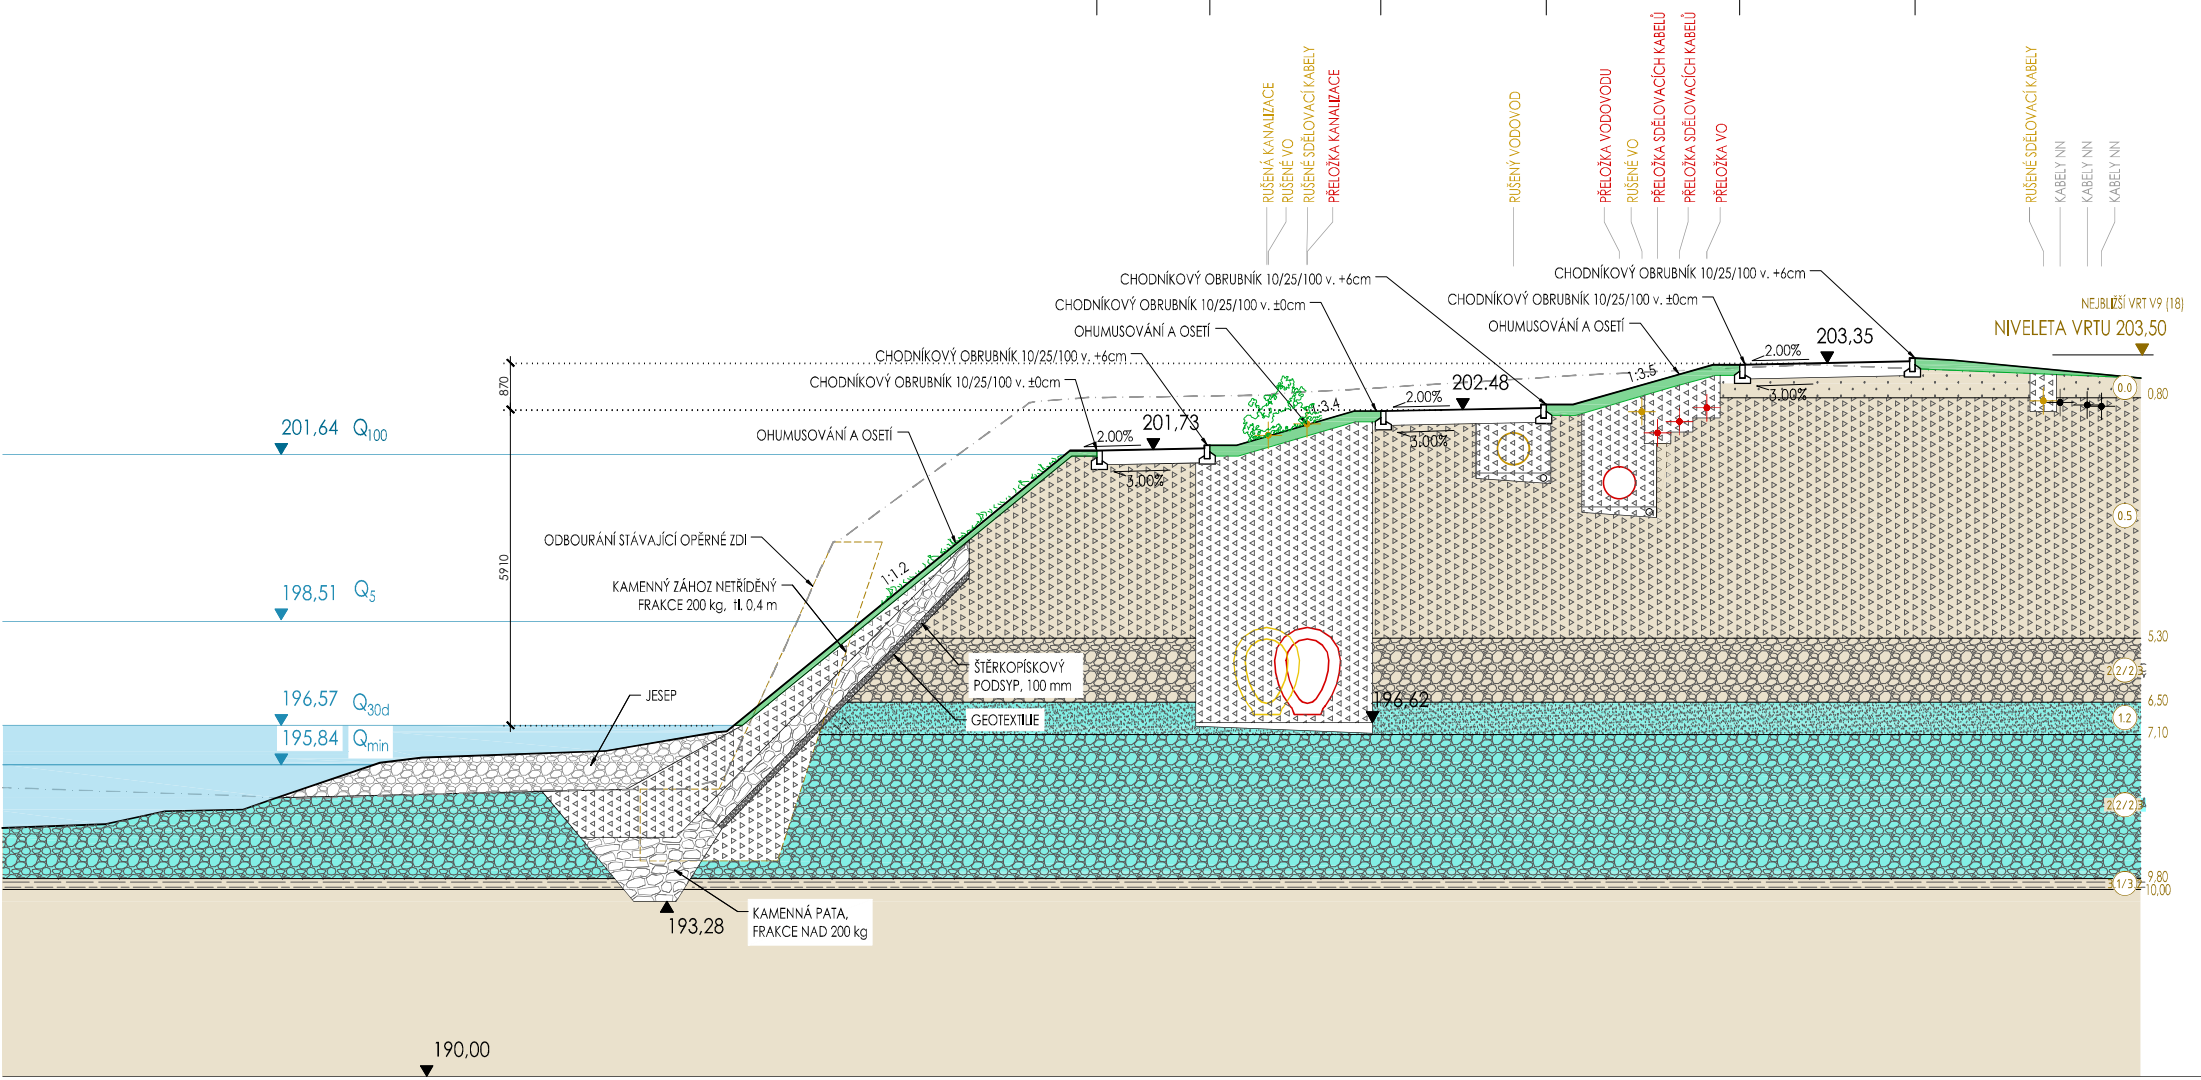 RUŠENÁ KANALIZACE
RUŠENÉ VO
RUŠENÉ SDĚLOVACÍ KABELY
PŘELOŽKA KANALIZACE
RUŠENÝ VODOVOD
PŘELOŽKA VODOVODU
RUŠENÉ VO
PŘELOŽKA SDĚLOVACÍCH KABELŮ
PŘELOŽKA SDĚLOVACÍCH KABELŮ
PŘELOŽKA VO
RUŠENÉ SDĚLOVACÍ KABELY
KABELY NN
KABELY NN
KABELY NN
CHODNÍKOVÝ OBRUBNÍK 10/25/100 v. +6cm
CHODNÍKOVÝ OBRUBNÍK 10/25/100 v. ±0cm
OHUMUSOVÁNÍ A OSETÍ
CHODNÍKOVÝ OBRUBNÍK 10/25/100 v. +6cm
CHODNÍKOVÝ OBRUBNÍK 10/25/100 v. ±0cm
OHUMUSOVÁNÍ A OSETÍ
CHODNÍKOVÝ OBRUBNÍK 10/25/100 v. +6cm
CHODNÍKOVÝ OBRUBNÍK 10/25/100 v. ±0cm
OHUMUSOVÁNÍ A OSETÍ
NEJBLIŽŠÍ VRT V9 (18)
NIVELETA VRTU 203,50
203,35
2.00%
3.00%
1:3.5
202,48
2.00%
3.00%
1:3.4
201,73
2.00%
3.00%
870
5910
201,64 Q100
198,51 Q5
196,57 Q30d
195,84 Qmin
ODBOURÁNÍ STÁVAJÍCÍ OPĚRNÉ ZDI
KAMENNÝ ZÁHOZ NETŘÍDĚNÝ
FRAKCE 200 kg, tl. 0,4 m
1:1.2
JESEP
ŠTĚRKOPÍSKOVÝ
PODSYP, 100 mm
GEOTEXTILIE
196,62
KAMENNÁ PATA,
FRAKCE NAD 200 kg
193,28
190,00
0.0
0,80
0.5
5,30
6,50
1.2
7,10
9,80
10,00